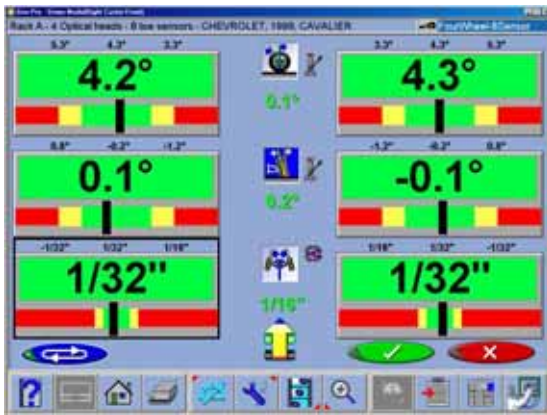 Rack A - 4 Optical heads - 8 toe sensors - CHEVROLET, 1999, CAVALIER
FourWheel-8Sensor
5.3° 4.3° 3.3°
4.2°
0.1°
3.3° 4.3° 5.3°
4.3°
0.8° -0.2° -1.2°
0.1°
0.2°
-1.2° -0.2° 0.8°
-0.1°
-1/32" 1/32" 1/16"
1/32"
1/16"
1/16" 1/32" -1/32"
1/32"